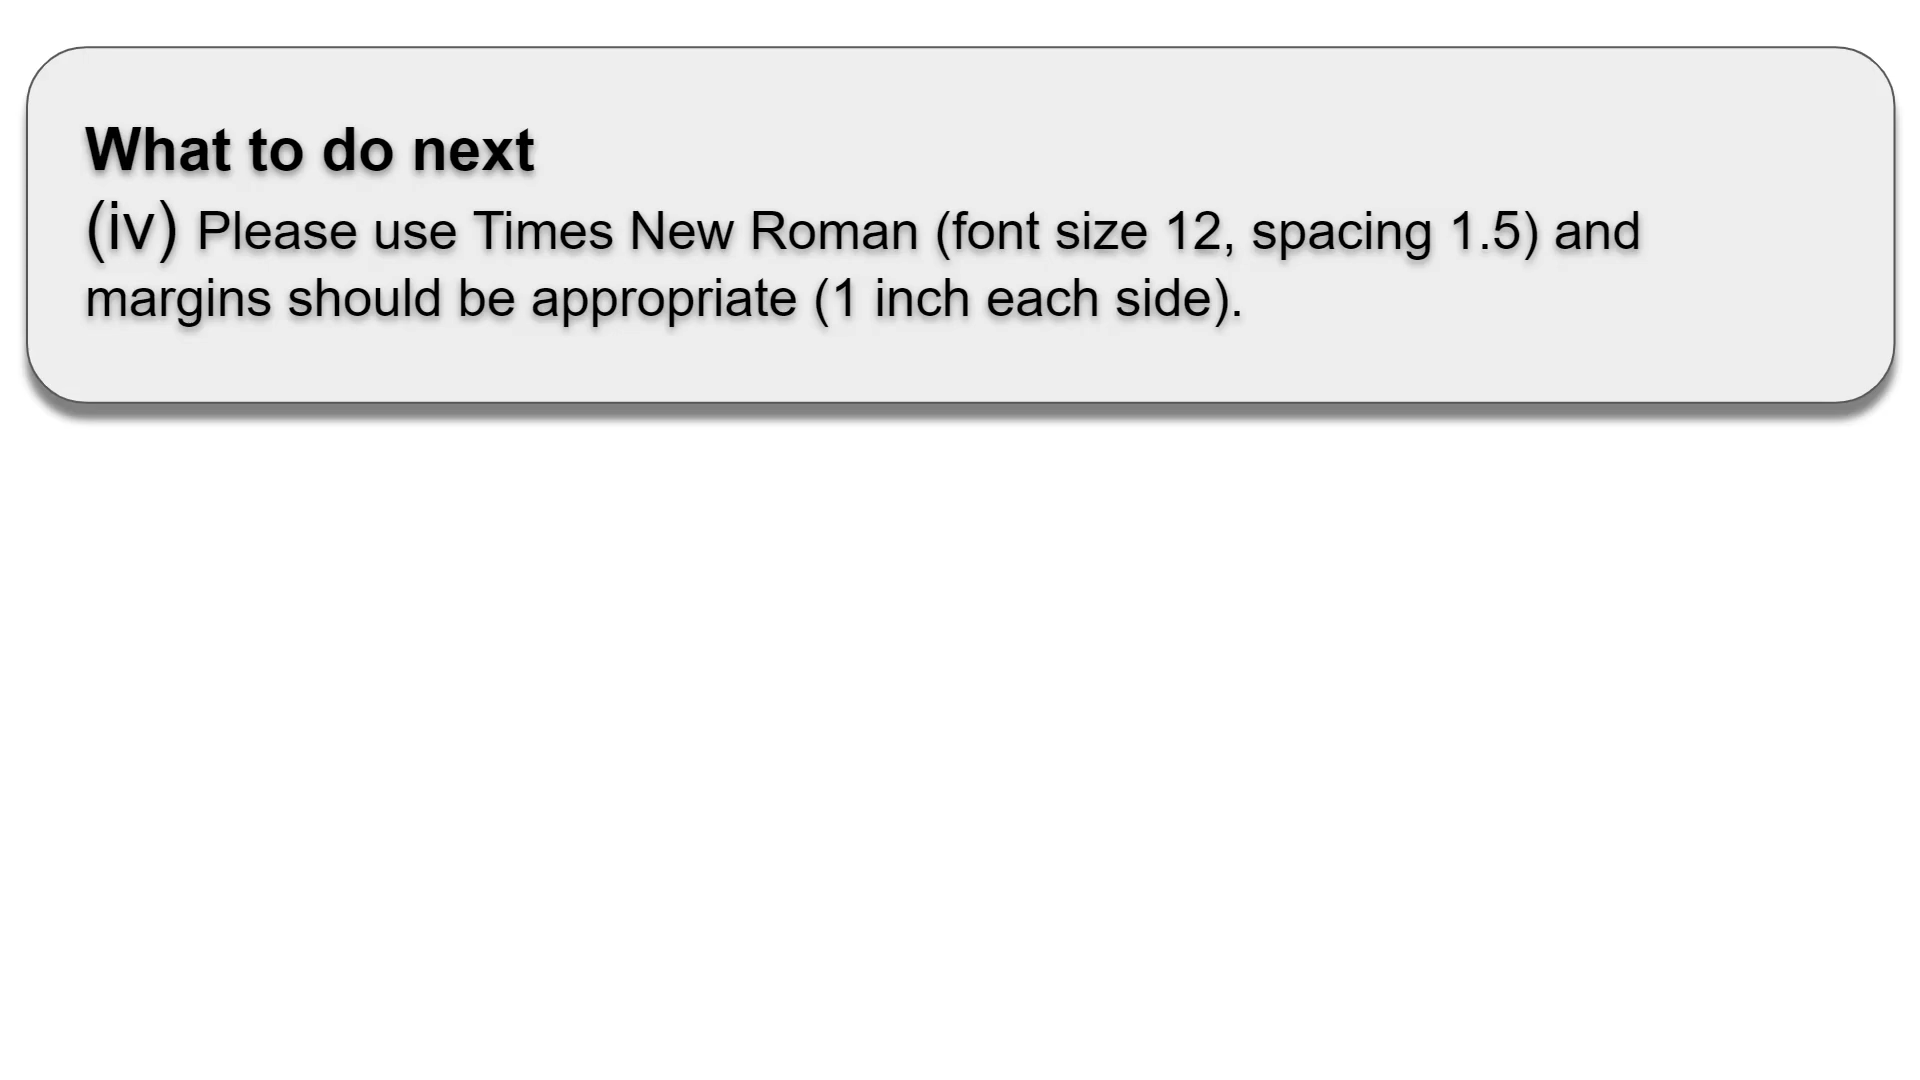 What to do next
(iv) Please use Times New Roman (font size 12, spacing 1.5) and
margins should be appropriate (1 inch each side).